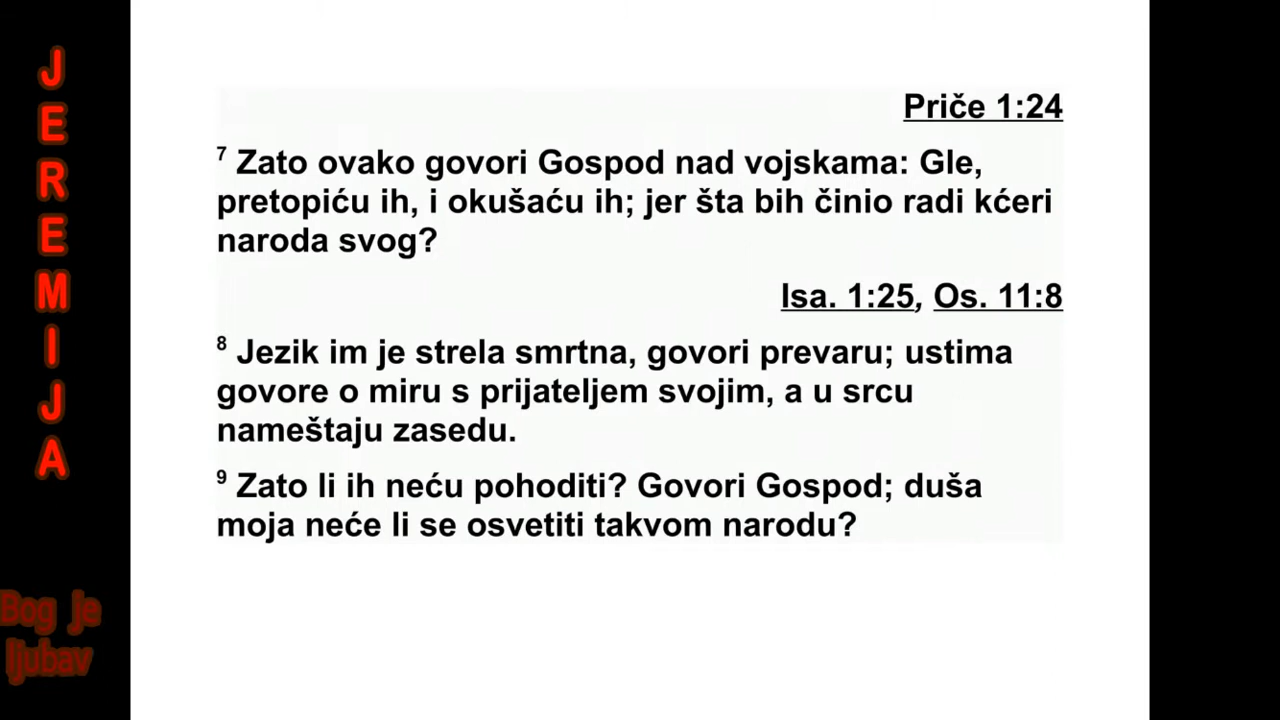 JEREMIJA
Bog je
ljubav
Priče 1:24
7 Zato ovako govori Gospod nad vojskama: Gle,
pretopiću ih, i okušaću ih; jer šta bih činio radi kćeri
naroda svog?
Isa. 1:25, Os. 11:8
8 Jezik im je strela smrtna, govori prevaru; ustima
govore o miru s prijateljem svojim, a u srcu
nameštaju zasedu.
9 Zato li ih neću pohoditi? Govori Gospod; duša
moja neće li se osvetiti takvom narodu?